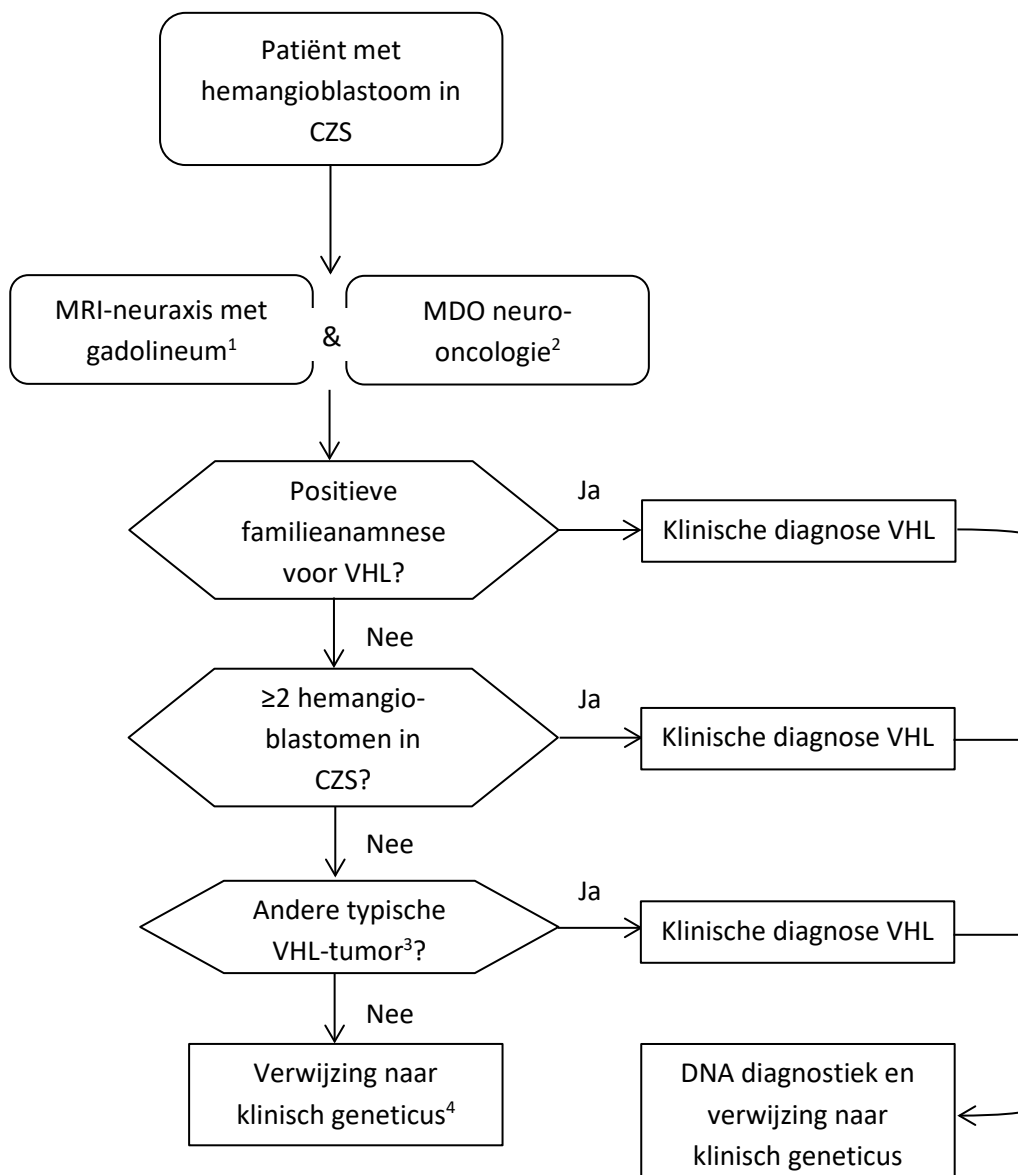 Patiënt met
hemangioblastoom in
CZS
MRI-neuraxis met
gadolineum¹
&
MDO neuro-
oncologie²
Positieve
familieanamnese
voor VHL?
Ja
Klinische diagnose VHL
Nee
≥2 hemangio-
blastomen in
CZS?
Ja
Klinische diagnose VHL
Nee
Andere typische
VHL-tumor³?
Ja
Klinische diagnose VHL
Nee
Verwijzing naar
klinisch geneticus⁴
DNA diagnostiek en
verwijzing naar
klinisch geneticus